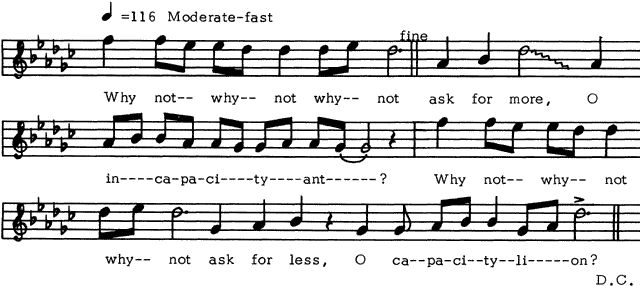 ♩ =116 Moderate-fast
fine
Why not-- why-- not why-- not ask for more, O
in----ca-pa-ci----ty----ant------? Why not-- why-- not
why-- not ask for less, O ca--pa-ci--ty--li-----on?
D.C.